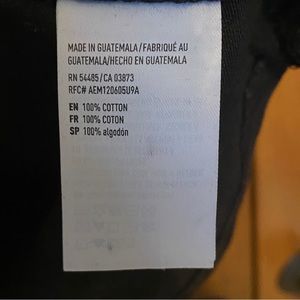 MADE IN GUATEMALA/FABRIQUÉ AU
GUATEMALA/HECHO EN GUATEMALA
RN 54485/CA 03873
RFC# AEM120605U9A
EN 100% COTTON
FR 100% COTON
SP 100% algodón